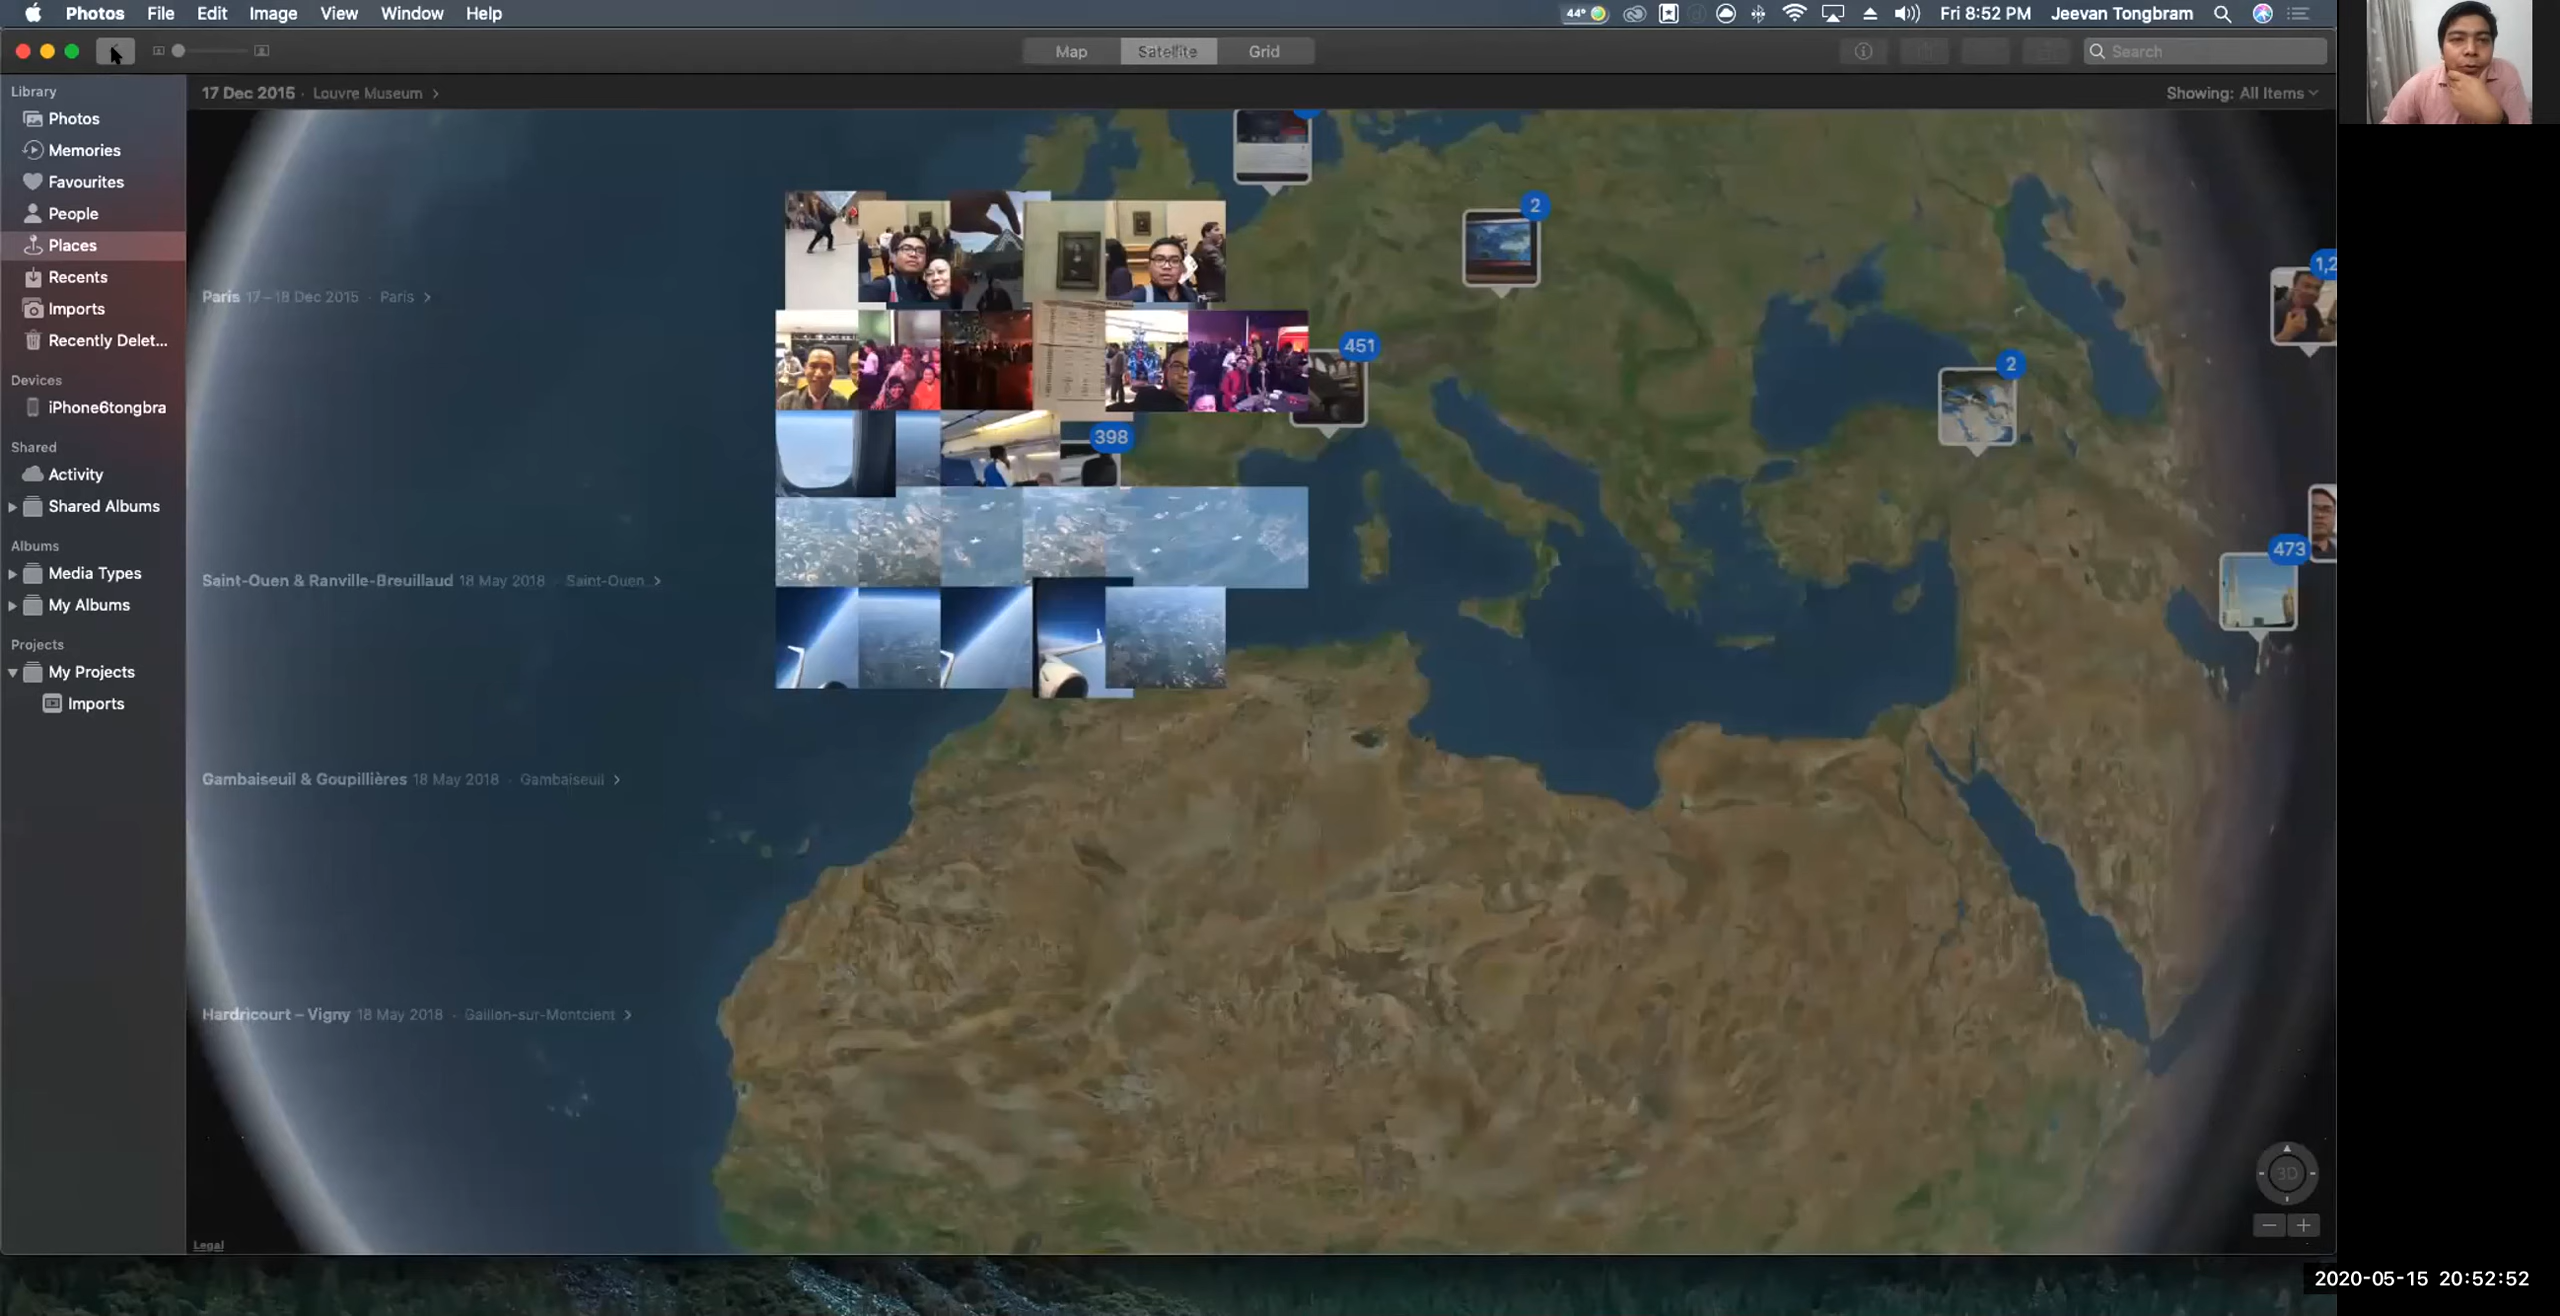 Photos File Edit Image View Window Help 44° Fri 8:52 PM Jeevan Tongbram
Map Satellite Grid Search
Library
Photos
Memories
Favourites
People
Places
Recents
Imports
Recently Delet...
Devices
iPhone6tongbra
Shared
Activity
Shared Albums
Albums
Media Types
My Albums
Projects
My Projects
Imports
17 Dec 2015 · Louvre Museum >
Showing: All Items
Paris 17–18 Dec 2015 · Paris >
Saint-Ouen & Ranville-Breuillaud 18 May 2018 · Saint-Ouen... >
Gambaiseuil & Goupillières 18 May 2018 · Gambaiseuil >
Hardricourt – Vigny 18 May 2018 · Gaillon-sur-Montcient >
2
1,2
451
2
398
473
3D
Legal
2020-05-15 20:52:52